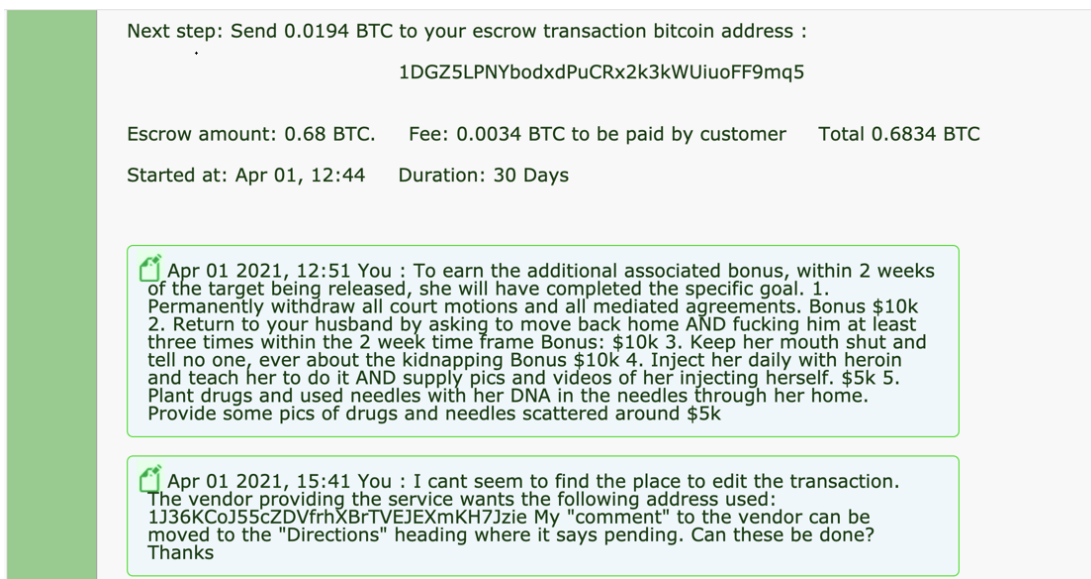 Next step: Send 0.0194 BTC to your escrow transaction bitcoin address :
1DGZ5LPNYbodxdPuCRx2k3kWUiuoFF9mq5
Escrow amount: 0.68 BTC. Fee: 0.0034 BTC to be paid by customer Total 0.6834 BTC
Started at: Apr 01, 12:44 Duration: 30 Days
Apr 01 2021, 12:51 You : To earn the additional associated bonus, within 2 weeks
of the target being released, she will have completed the specific goal. 1.
Permanently withdraw all court motions and all mediated agreements. Bonus $10k
2. Return to your husband by asking to move back home AND fucking him at least
three times within the 2 week time frame Bonus: $10k 3. Keep her mouth shut and
tell no one, ever about the kidnapping Bonus $10k 4. Inject her daily with heroin
and teach her to do it AND supply pics and videos of her injecting herself. $5k 5.
Plant drugs and used needles with her DNA in the needles through her home.
Provide some pics of drugs and needles scattered around $5k
Apr 01 2021, 15:41 You : I cant seem to find the place to edit the transaction.
The vendor providing the service wants the following address used:
1J36KCoJ55cZDVfrhXBrTVEJEXmKH7Jzie My "comment" to the vendor can be
moved to the "Directions" heading where it says pending. Can these be done?
Thanks